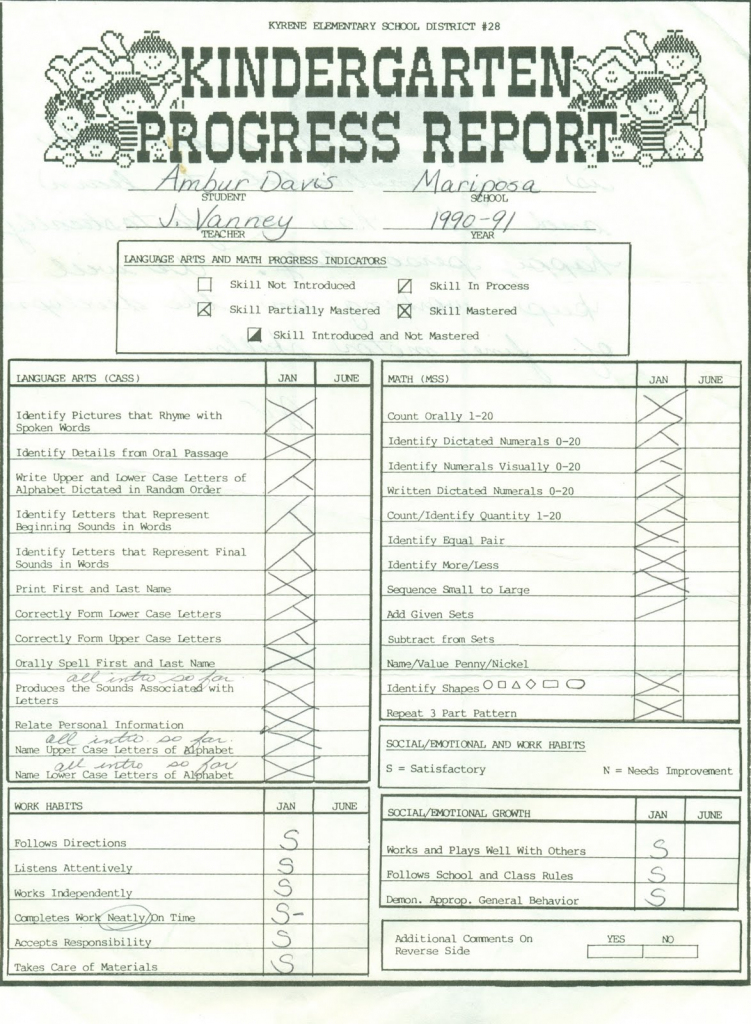 KYRENE ELEMENTARY SCHOOL DISTRICT #28
KINDERGARTEN
PROGRESS REPORT
Ambur Davis Mariposa
STUDENT SCHOOL
J. Vanney 1990-91
TEACHER YEAR
LANGUAGE ARTS AND MATH PROGRESS INDICATORS
Skill Not Introduced Skill In Process
Skill Partially Mastered Skill Mastered
Skill Introduced and Not Mastered
LANGUAGE ARTS (CASS) JAN JUNE
Identify Pictures that Rhyme with
Spoken Words
Identify Details from Oral Passage
Write Upper and Lower Case Letters of
Alphabet Dictated in Random Order
Identify Letters that Represent
Beginning Sounds in Words
Identify Letters that Represent Final
Sounds in Words
Print First and Last Name
Correctly Form Lower Case Letters
Correctly Form Upper Case Letters
Orally Spell First and Last Name
all intro so far.
Produces the Sounds Associated with
Letters
Relate Personal Information
all intro. so far.
Name Upper Case Letters of Alphabet
all intro so far
Name Lower Case Letters of Alphabet
MATH (MSS) JAN JUNE
Count Orally 1-20
Identify Dictated Numerals 0-20
Identify Numerals Visually 0-20
Written Dictated Numerals 0-20
Count/Identify Quantity 1-20
Identify Equal Pair
Identify More/Less
Sequence Small to Large
Add Given Sets
Subtract from Sets
Name/Value Penny/Nickel
Identify Shapes
Repeat 3 Part Pattern
SOCIAL/EMOTIONAL AND WORK HABITS
S = Satisfactory N = Needs Improvement
WORK HABITS JAN JUNE
Follows Directions S
Listens Attentively S
Works Independently S
Completes Work Neatly/On Time S-
Accepts Responsibility S
Takes Care of Materials S
SOCIAL/EMOTIONAL GROWTH JAN JUNE
Works and Plays Well With Others S
Follows School and Class Rules S
Demon. Approp. General Behavior S
Additional Comments On YES NO
Reverse Side